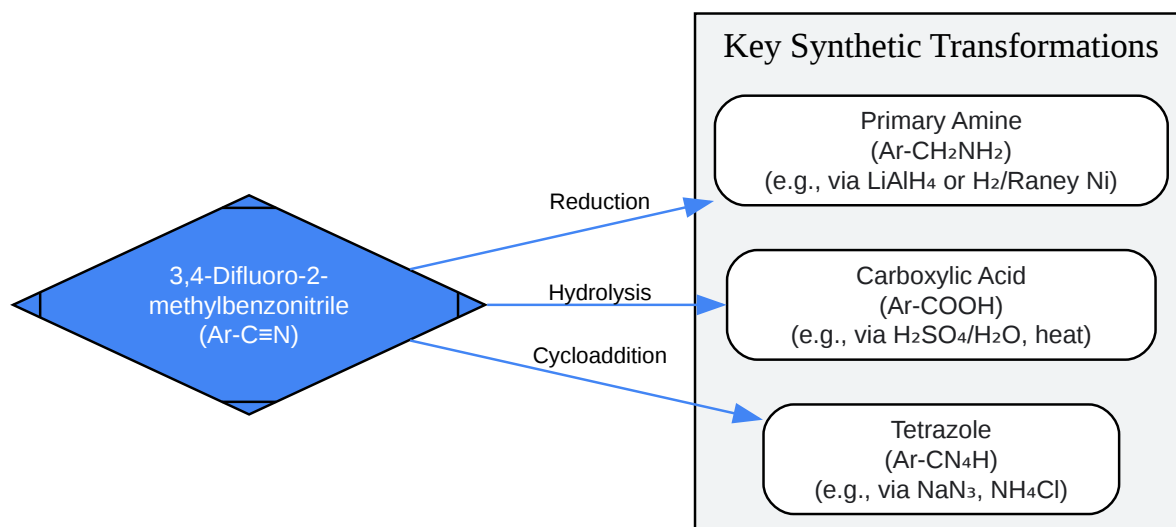 Key Synthetic Transformations
Primary Amine
(Ar-CH₂NH₂)
(e.g., via LiAlH₄ or H₂/Raney Ni)
Reduction
3,4-Difluoro-2-
methylbenzonitrile
(Ar-C≡N)
Hydrolysis
Carboxylic Acid
(Ar-COOH)
(e.g., via H₂SO₄/H₂O, heat)
Cycloaddition
Tetrazole
(Ar-CN₄H)
(e.g., via NaN₃, NH₄Cl)